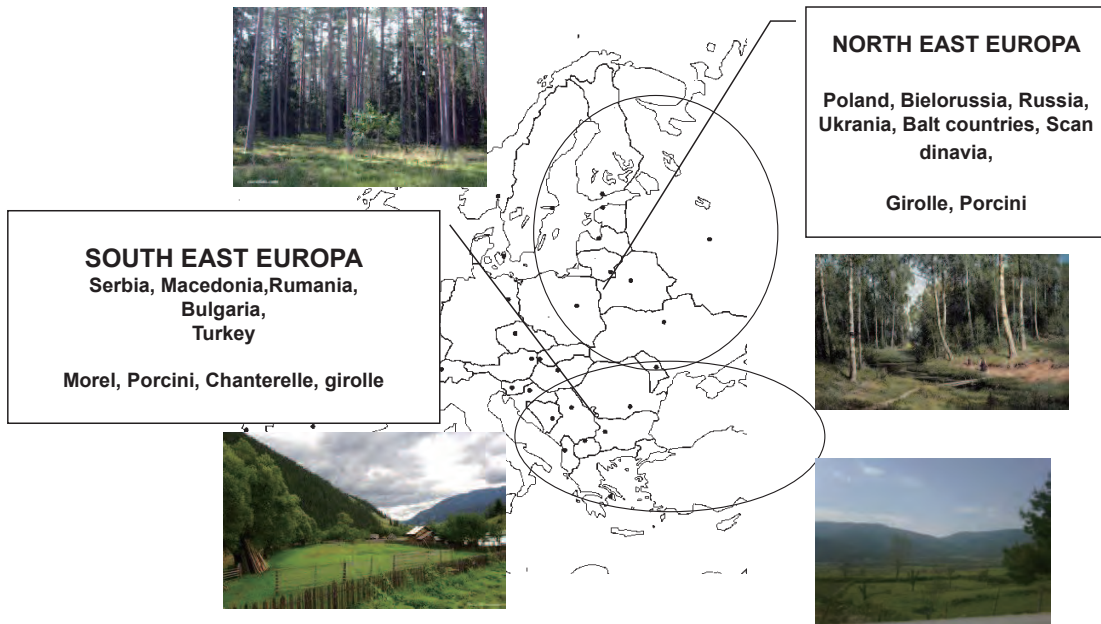 NORTH EAST EUROPA
Poland, Bielorussia, Russia,
Ukrania, Balt countries, Scan
dinavia,
Girolle, Porcini
SOUTH EAST EUROPA
Serbia, Macedonia,Rumania,
Bulgaria,
Turkey
Morel, Porcini, Chanterelle, girolle